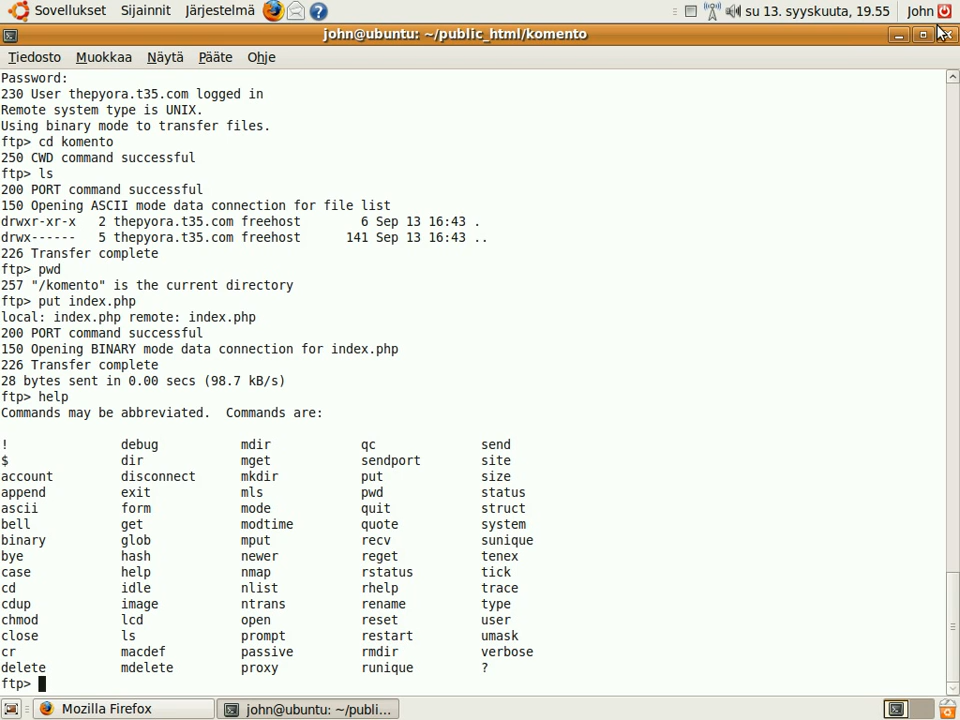 Sovellukset Sijainnit Järjestelmä su 13. syyskuuta, 19.55 John
john@ubuntu: ~/public_html/komento
Tiedosto Muokkaa Näytä Pääte Ohje
Password:
230 User thepyora.t35.com logged in
Remote system type is UNIX.
Using binary mode to transfer files.
ftp> cd komento
250 CWD command successful
ftp> ls
200 PORT command successful
150 Opening ASCII mode data connection for file list
drwxr-xr-x   2 thepyora.t35.com freehost        6 Sep 13 16:43 .
drwx------   5 thepyora.t35.com freehost      141 Sep 13 16:43 ..
226 Transfer complete
ftp> pwd
257 "/komento" is the current directory
ftp> put index.php
local: index.php remote: index.php
200 PORT command successful
150 Opening BINARY mode data connection for index.php
226 Transfer complete
28 bytes sent in 0.00 secs (98.7 kB/s)
ftp> help
Commands may be abbreviated.  Commands are:
!               debug           mdir            qc              send
$               dir             mget            sendport        site
account         disconnect      mkdir           put             size
append          exit            mls             pwd             status
ascii           form            mode            quit            struct
bell            get             modtime         quote           system
binary          glob            mput            recv            sunique
bye             hash            newer           reget           tenex
case            help            nmap            rstatus         tick
cd              idle            nlist           rhelp           trace
cdup            image           ntrans          rename          type
chmod           lcd             open            reset           user
close           ls              prompt          restart         umask
cr              macdef          passive         rmdir           verbose
delete          mdelete         proxy           runique         ?
ftp>
Mozilla Firefox john@ubuntu: ~/publi...